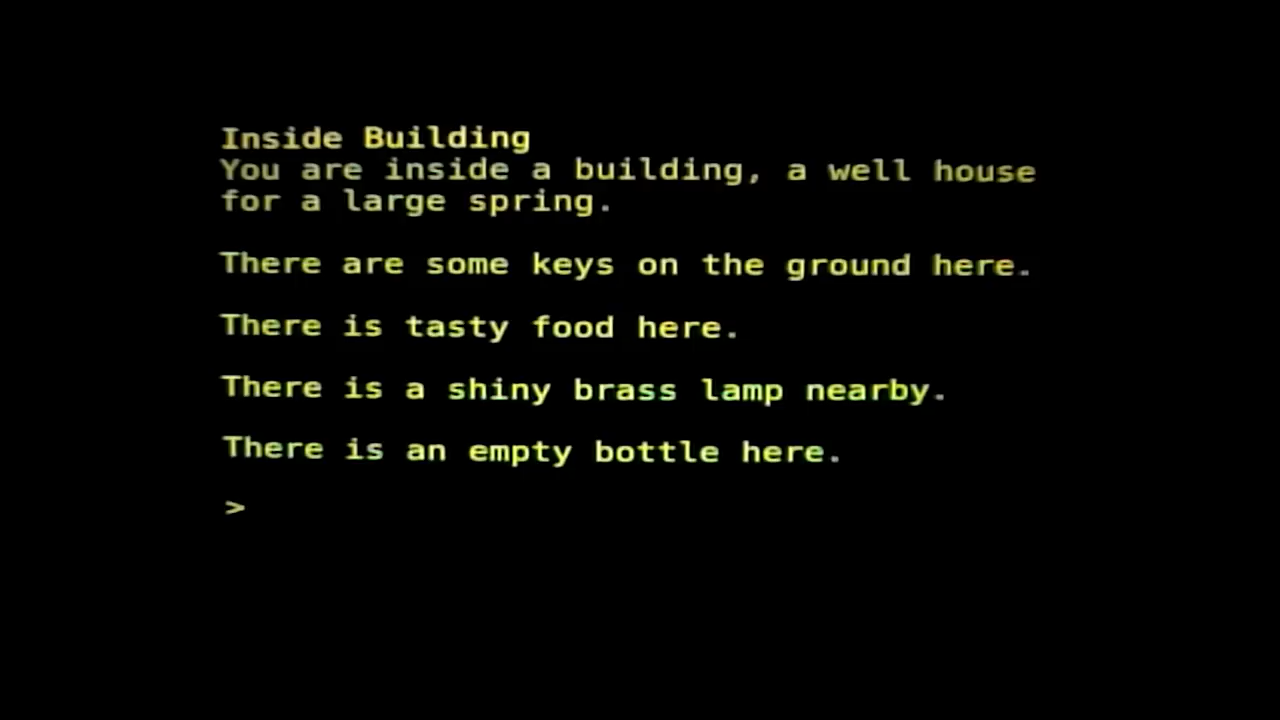 Inside Building
You are inside a building, a well house
for a large spring.
There are some keys on the ground here.
There is tasty food here.
There is a shiny brass lamp nearby.
There is an empty bottle here.
>